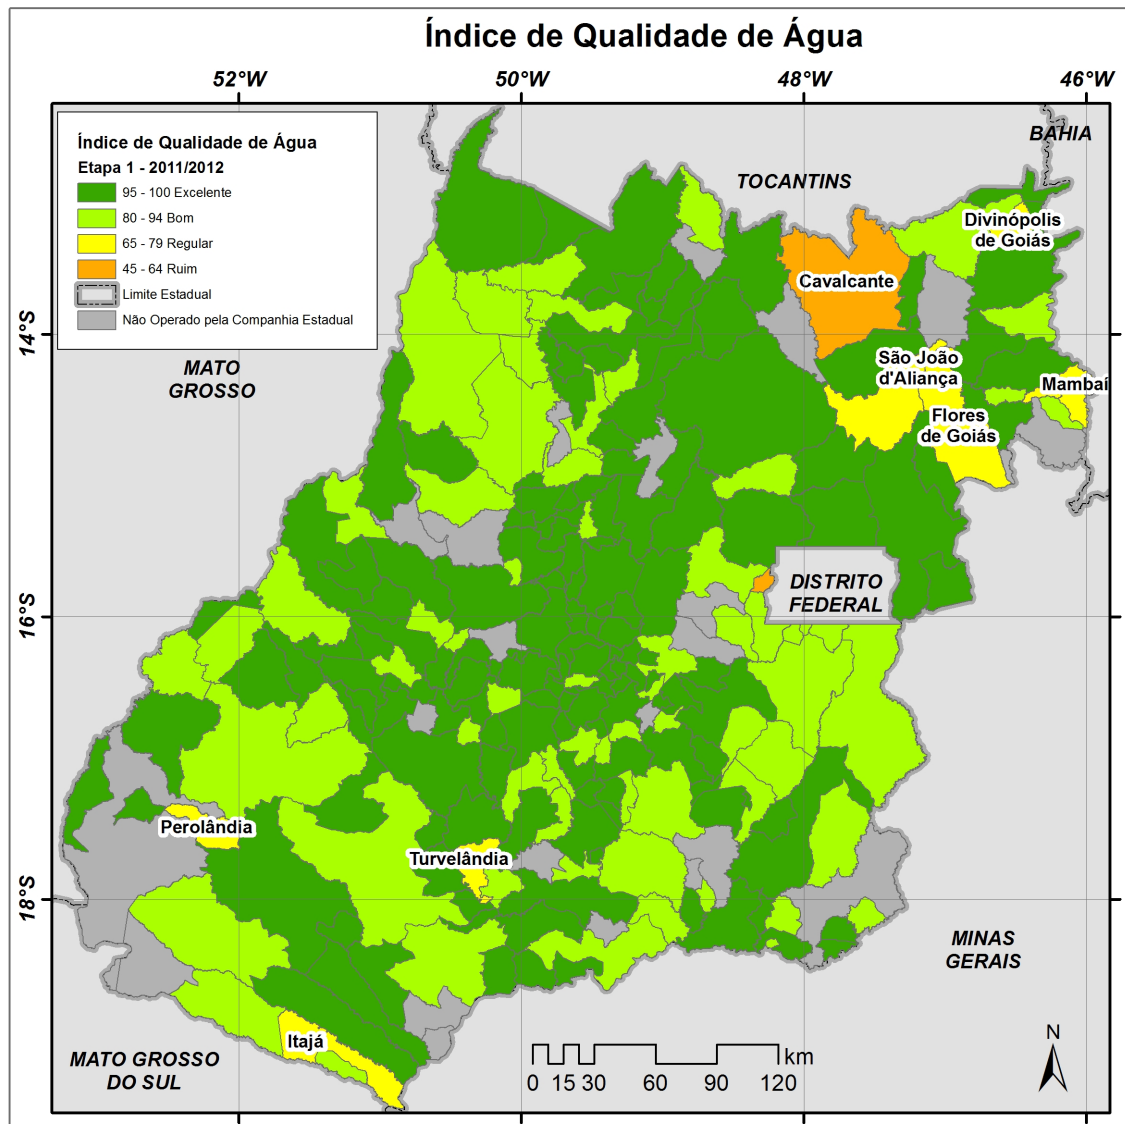 Índice de Qualidade de Água
52°W
50°W
48°W
46°W
Índice de Qualidade de Água
Etapa 1 - 2011/2012
95 - 100 Excelente
80 - 94 Bom
65 - 79 Regular
45 - 64 Ruim
Limite Estadual
Não Operado pela Companhia Estadual
BAHIA
TOCANTINS
Divinópolis
de Goiás
Cavalcante
14°S
MATO
GROSSO
São João
d'Aliança
Mambaí
Flores
de Goiás
DISTRITO
FEDERAL
16°S
Perolândia
Turvelândia
18°S
MINAS
GERAIS
Itajá
MATO GROSSO
DO SUL
N
km
0 15 30 60 90 120